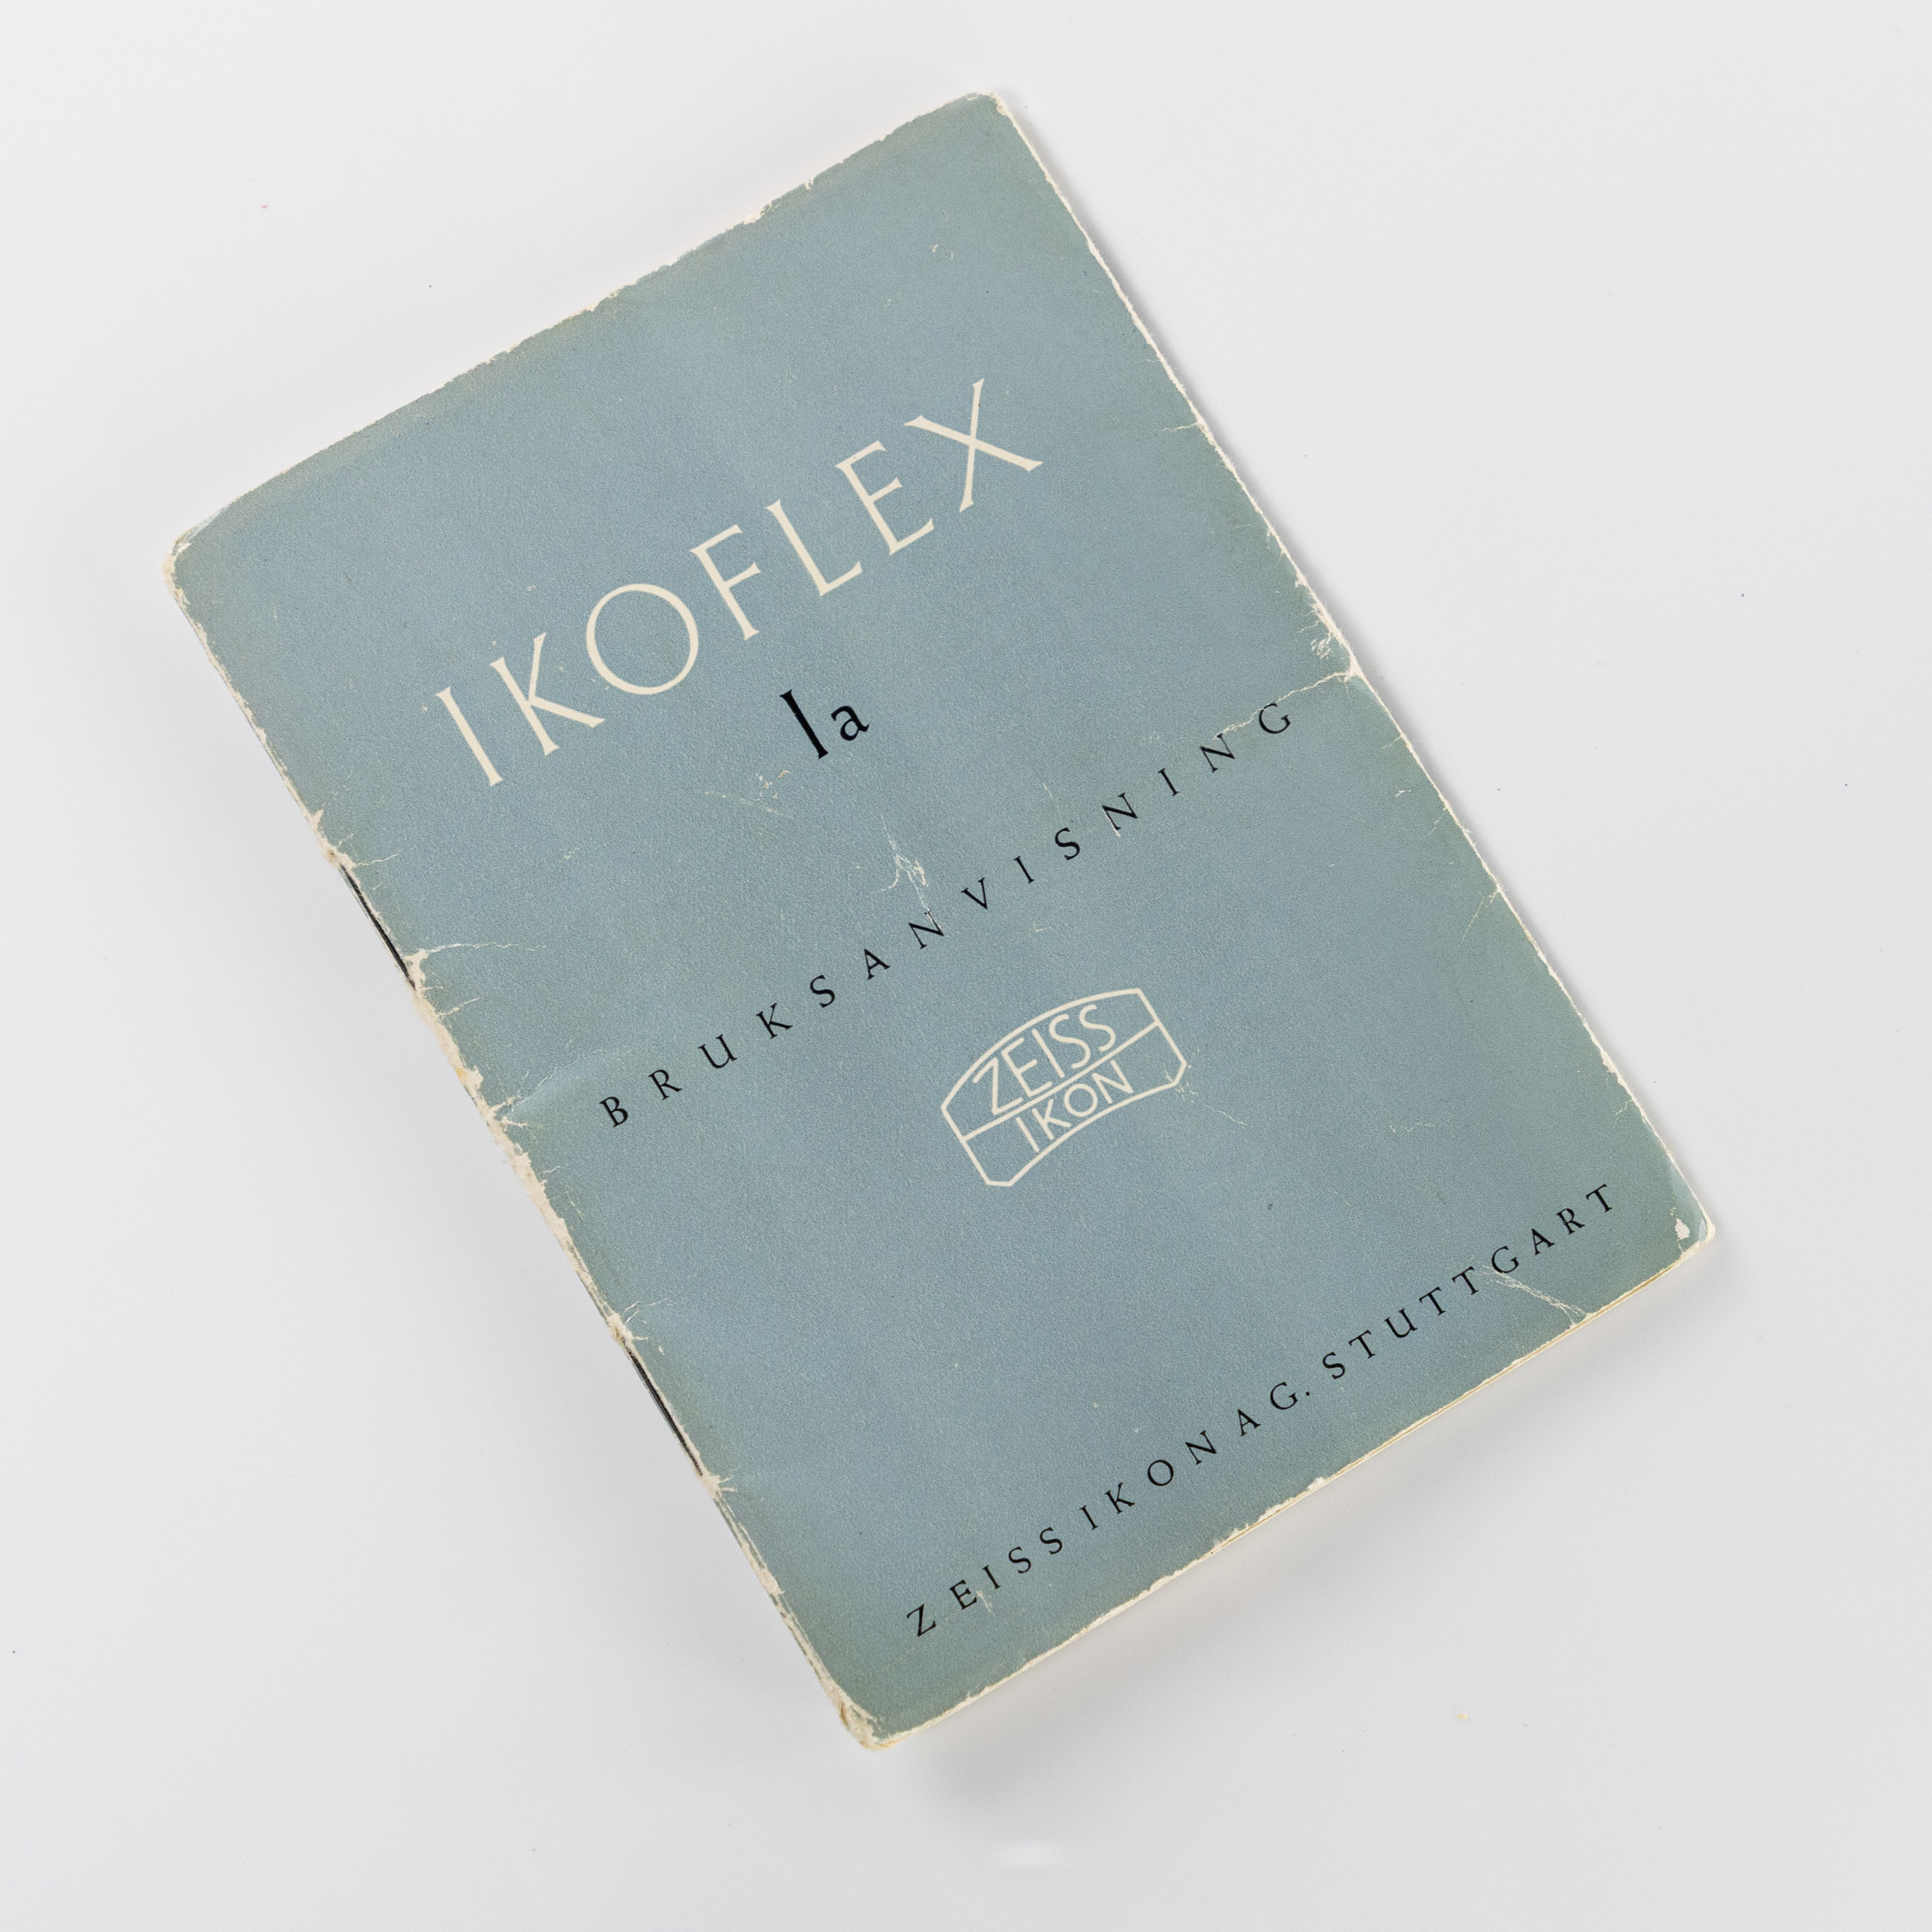 IKOFLEX
Ia
BRUKSANVISNING
ZEISS
IKON
ZEISS IKON AG. STUTTGART